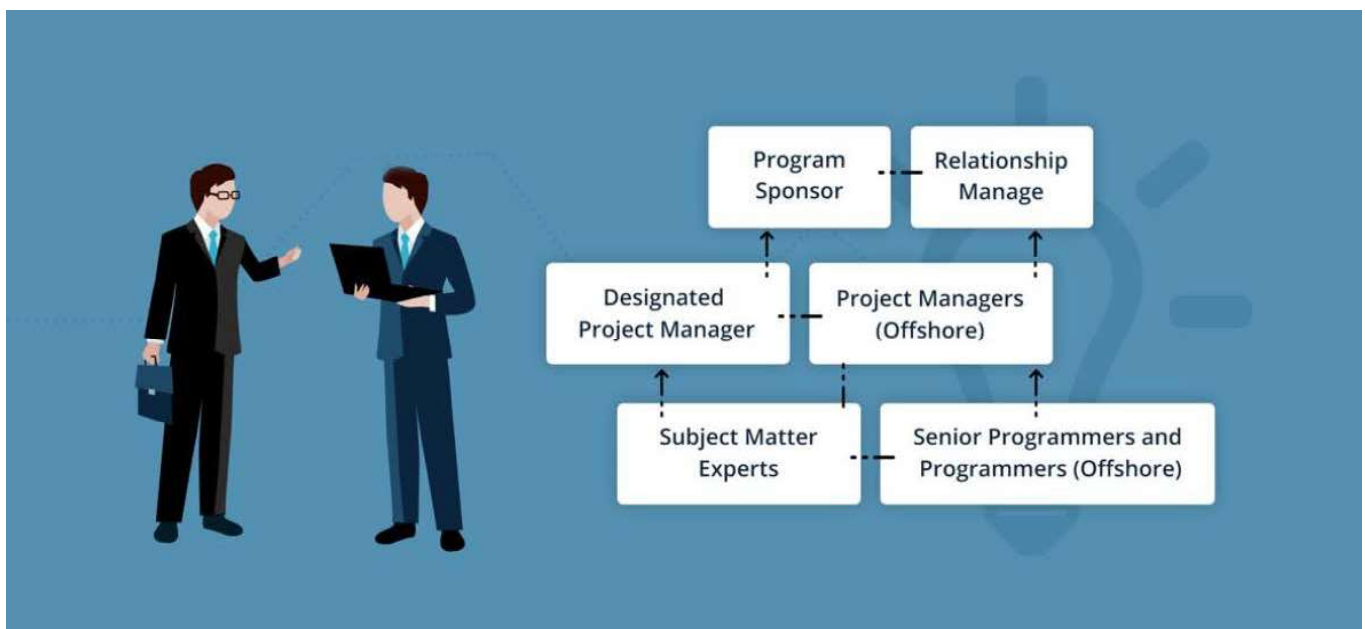 Program
Sponsor
Relationship
Manage
Designated
Project Manager
Project Managers
(Offshore)
Subject Matter
Experts
Senior Programmers and
Programmers (Offshore)